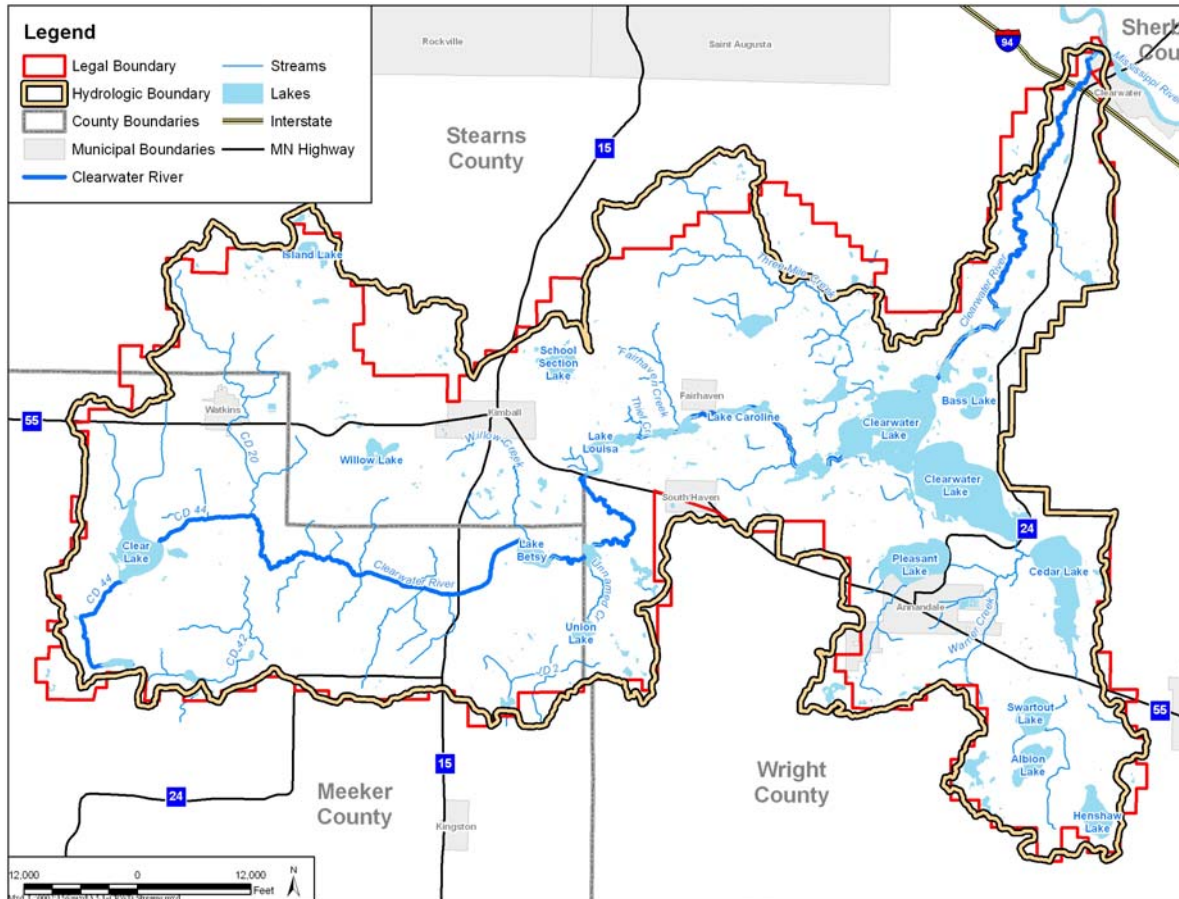 Legend
Legal Boundary
Hydrologic Boundary
County Boundaries
Municipal Boundaries
Clearwater River
Streams
Lakes
Interstate
MN Highway
Rockville
Saint Augusta
94
Sherb
Cou
Mississippi River
Clearwater
Stearns
County
15
Island Lake
Three Mile Creek
Clearwater River
School
Section
Lake
Fairhaven Creek
Fairhaven
Thiel Cr
Bass Lake
Watkins
55
Kimball
Lake Caroline
Clearwater
Lake
Willow Creek
Lake
Louisa
CD 20
Willow Lake
Clearwater
Lake
South Haven
CD 44
24
Clear
Lake
Lake
Betsy
Pleasant
Lake
Cedar Lake
Clearwater River
Unnamed Cr
CD 44
Annandale
Union
Lake
Warner Creek
CD 42
CD 2
Swartout
Lake
55
Albion
Lake
15
Wright
County
24
Meeker
County
Henshaw
Lake
Kingston
12,000
0
12,000
Feet
N